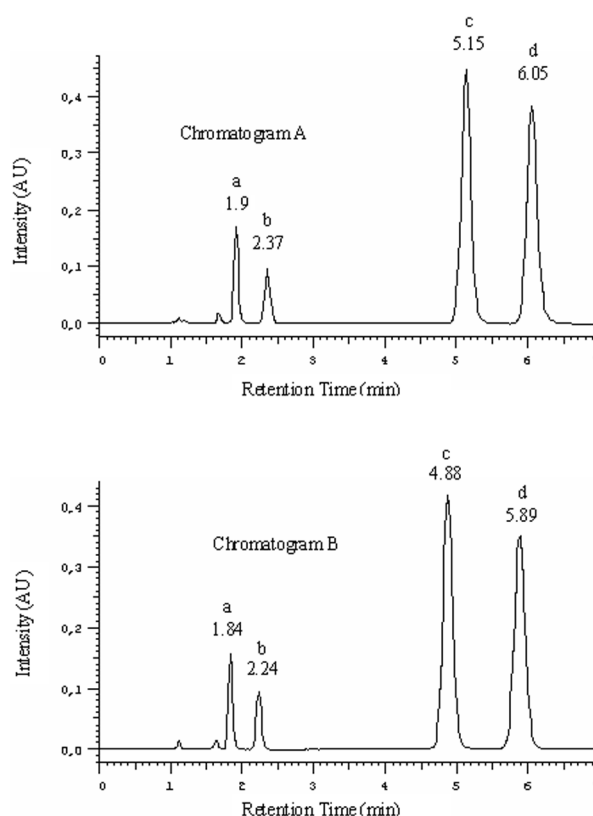 c
5.15
d
6.05
0,4
Chromatogram A
0,3
a
1.9
b
2.37
0,2
0,1
0,0
Intensity (AU)
0 1 2 3 4 5 6
Retention Time (min)
c
4.88
d
5.89
0,4
Chromatogram B
0,3
a
1.84
b
2.24
0,2
0,1
0,0
Intensity (AU)
0 1 2 3 4 5 6
Retention Time (min)